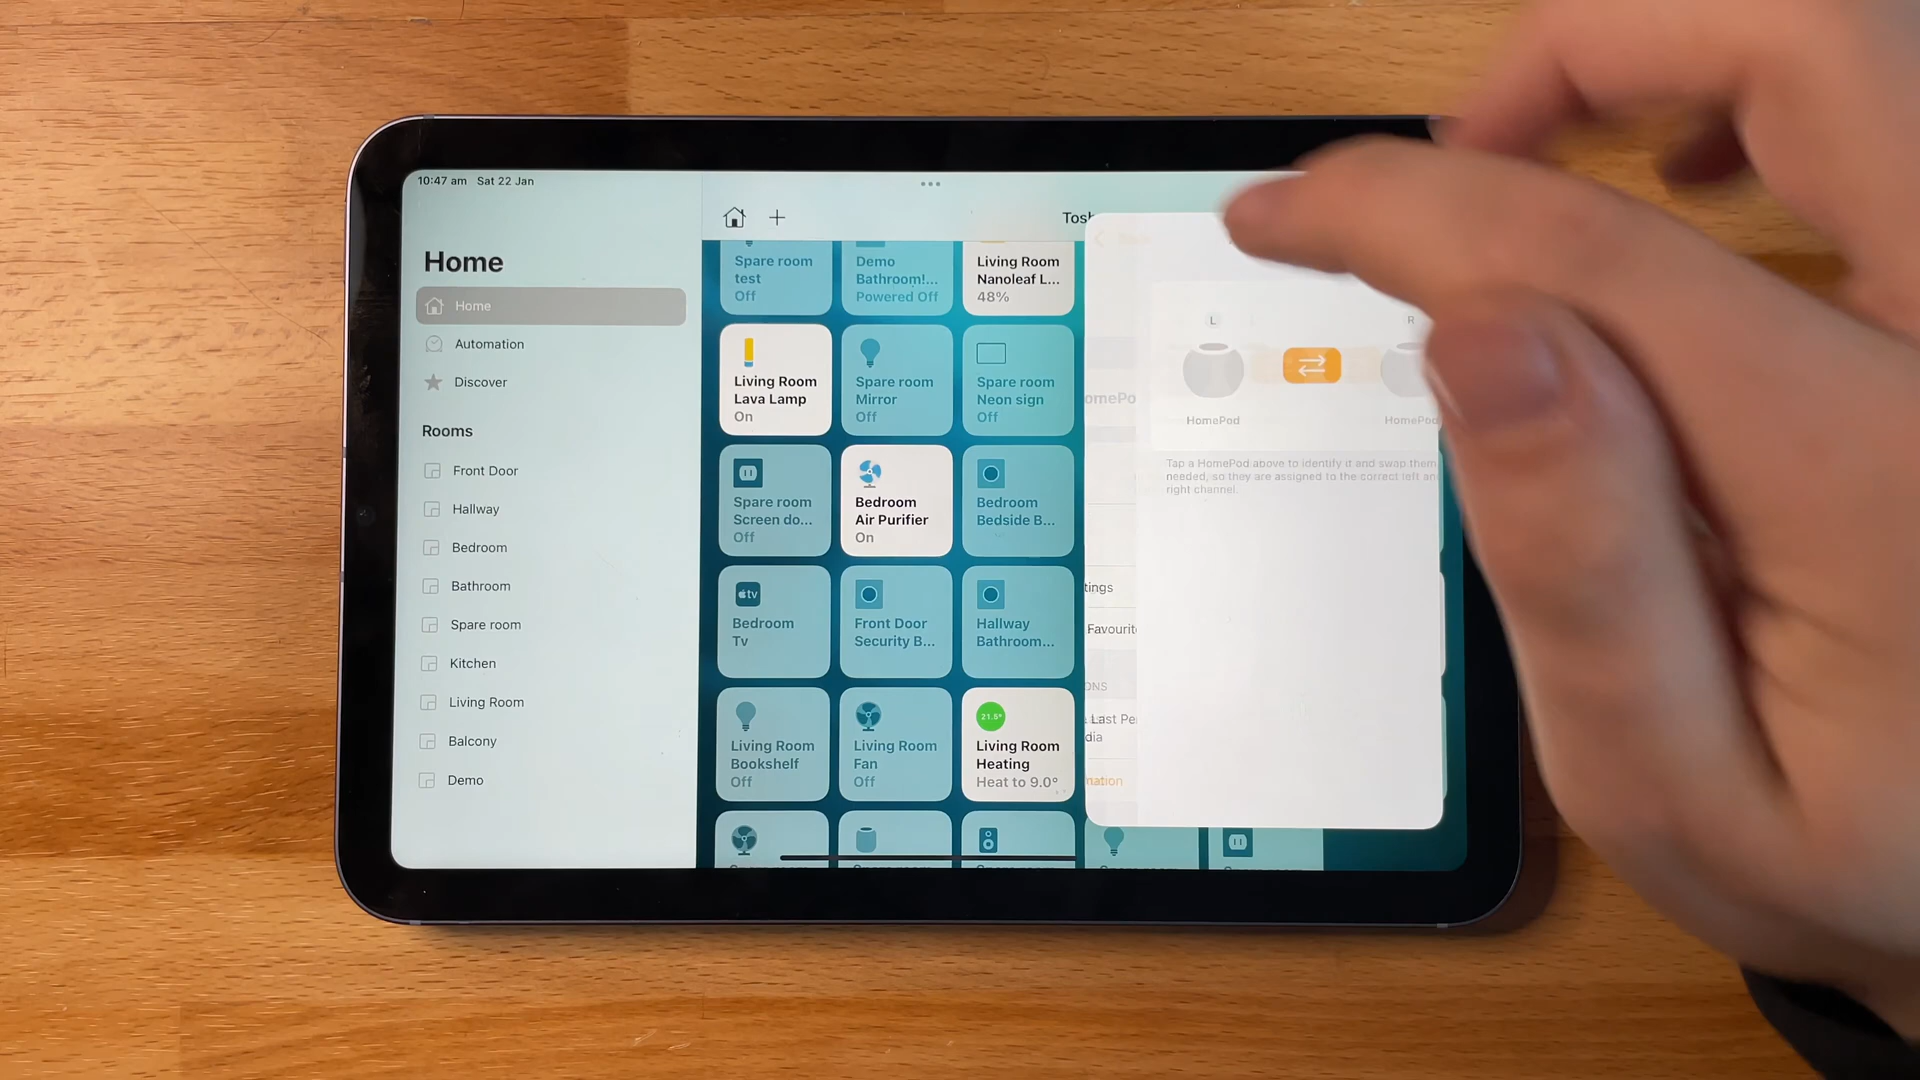 10:47 am Sat 22 Jan
Home
Home
Automation
Discover
Rooms
Front Door
Hallway
Bedroom
Bathroom
Spare room
Kitchen
Living Room
Balcony
Demo
Tosh
Spare room
test
Off
Demo
Bathroom!...
Powered Off
Living Room
Nanoleaf L...
48%
Living Room
Lava Lamp
On
Spare room
Mirror
Off
Spare room
Neon sign
Off
Spare room
Screen do...
Off
Bedroom
Air Purifier
On
Bedroom
Bedside B...
tv
Bedroom
Tv
Front Door
Security B...
Hallway
Bathroom...
Living Room
Bookshelf
Off
Living Room
Fan
Off
21.5°
Living Room
Heating
Heat to 9.0°
L
R
HomePod
HomePod
Tap a HomePod above to identify it and swap them
needed, so they are assigned to the correct left an
right channel.
omePo
tings
Favourit
ONS
Last Pe
dia
mation